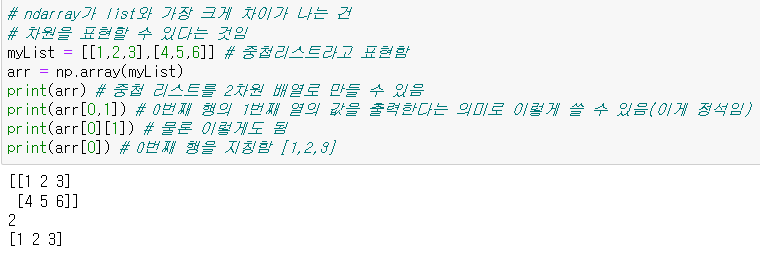 # ndarray가 list와 가장 크게 차이가 나는 건
# 차원을 표현할 수 있다는 것임
myList = [[1,2,3],[4,5,6]] # 중첩리스트라고 표현함
arr = np.array(myList)
print(arr) # 중첩 리스트를 2차원 배열로 만들 수 있음
print(arr[0,1]) # 0번째 행의 1번째 열의 값을 출력한다는 의미로 이렇게 쓸 수 있음(이게 정석임)
print(arr[0][1]) # 물론 이렇게도 됨
print(arr[0]) # 0번째 행을 지칭함 [1,2,3]
[[1 2 3]
 [4 5 6]]
2
[1 2 3]